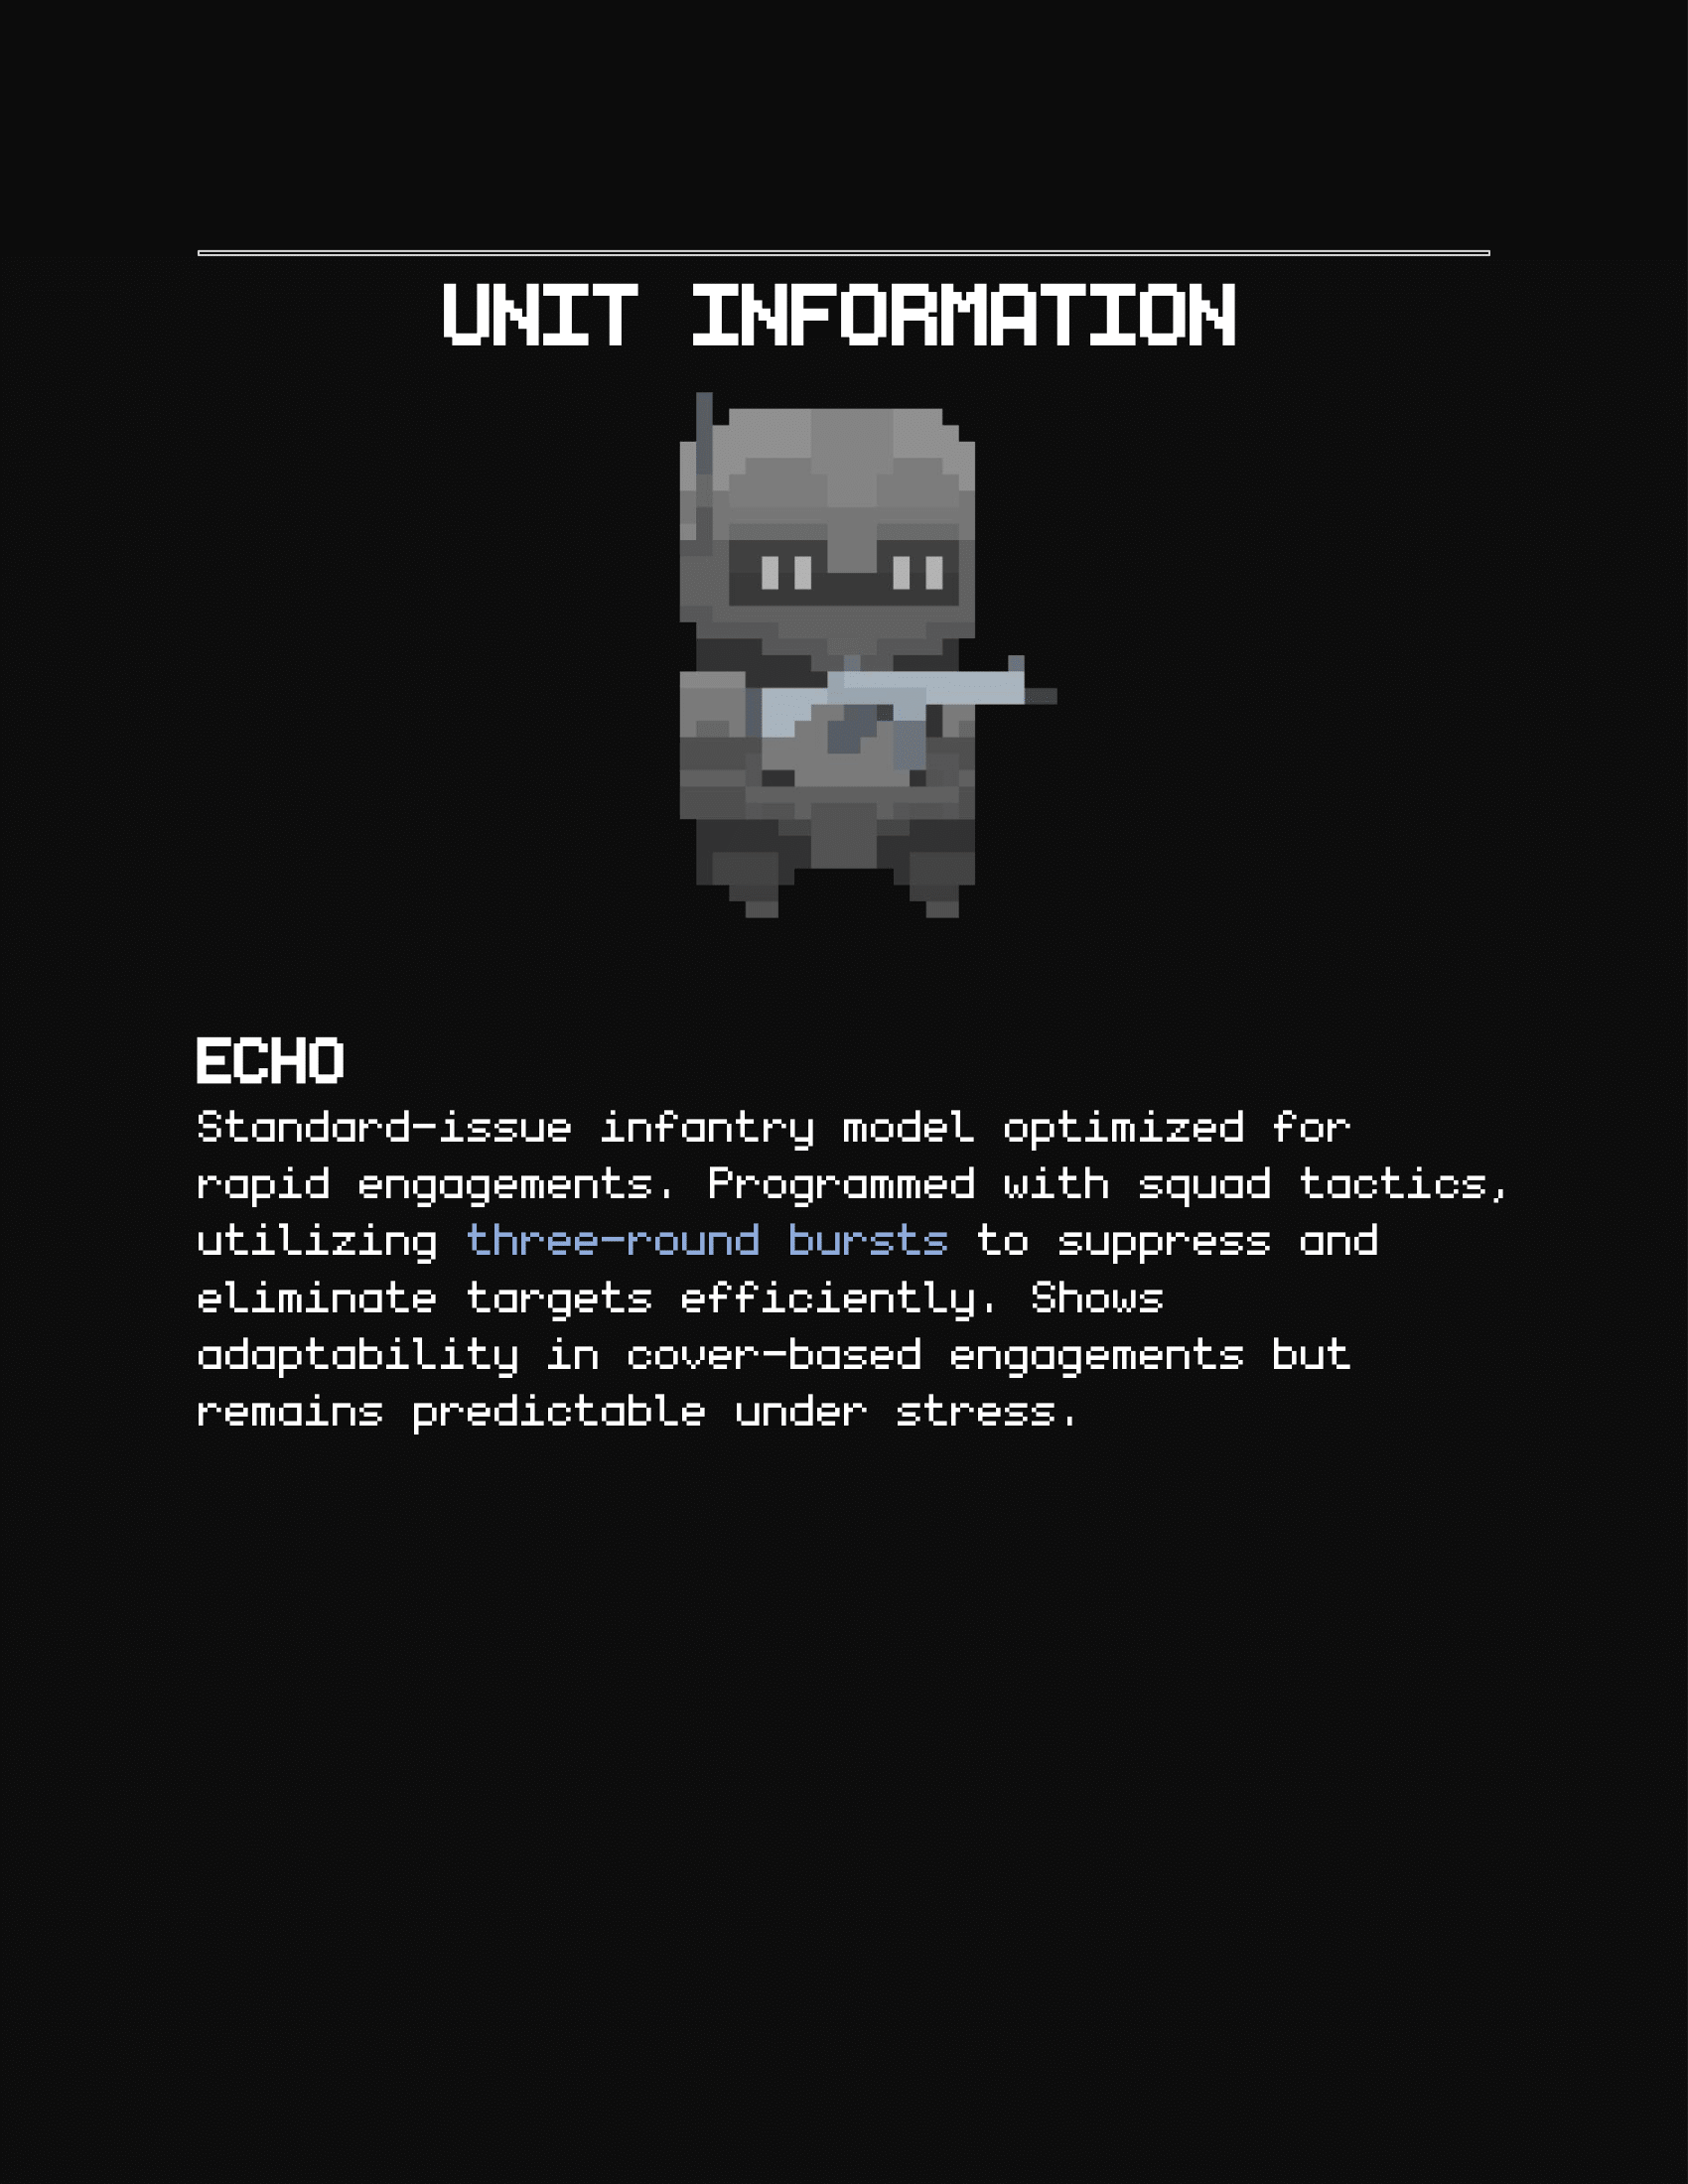 UNIT INFORMATION
ECHO
Standard-issue infantry model optimized for
rapid engagements. Programmed with squad tactics,
utilizing three-round bursts to suppress and
eliminate targets efficiently. Shows
adaptability in cover-based engagements but
remains predictable under stress.